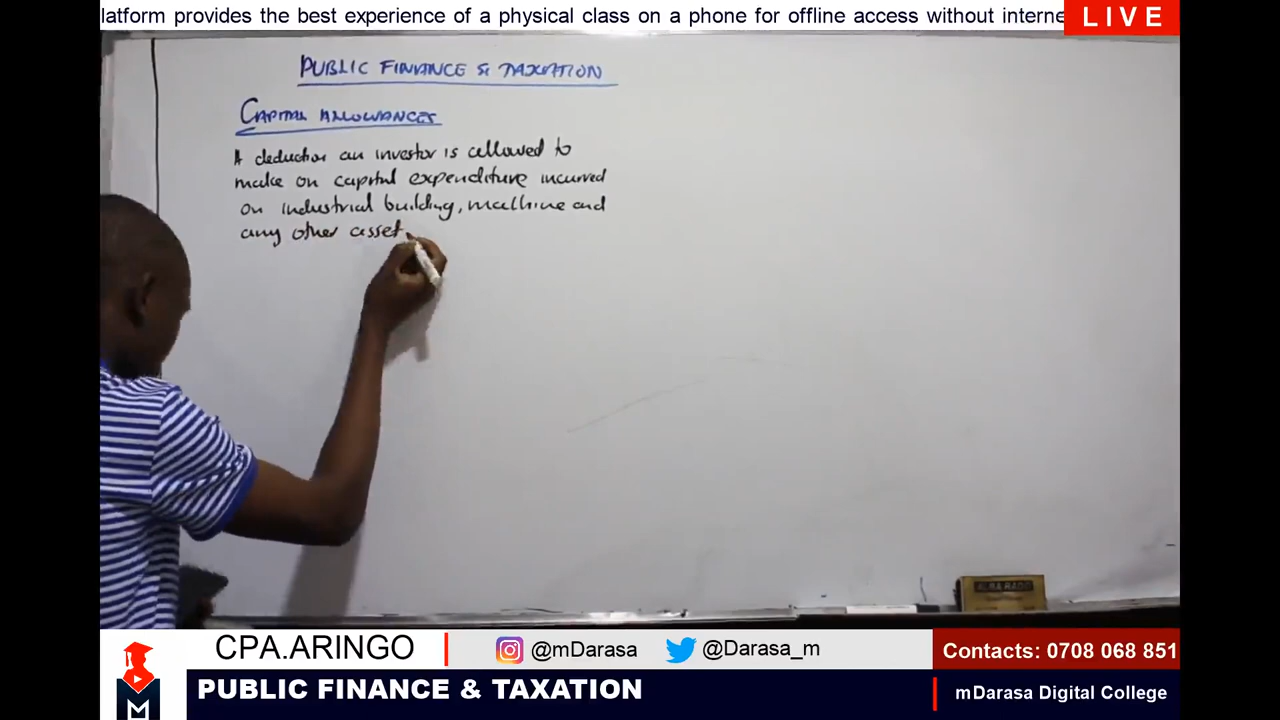 latform provides the best experience of a physical class on a phone for offline access without interne
LIVE
PUBLIC FINANCE & TAXATION
CAPITAL ALLOWANCES
A deduction an investor is allowed to
make on capital expenditure incurred
on industrial building, machine and
any other asset
CPA.ARINGO
@mDarasa
@Darasa_m
Contacts: 0708 068 851
M
PUBLIC FINANCE & TAXATION
mDarasa Digital College